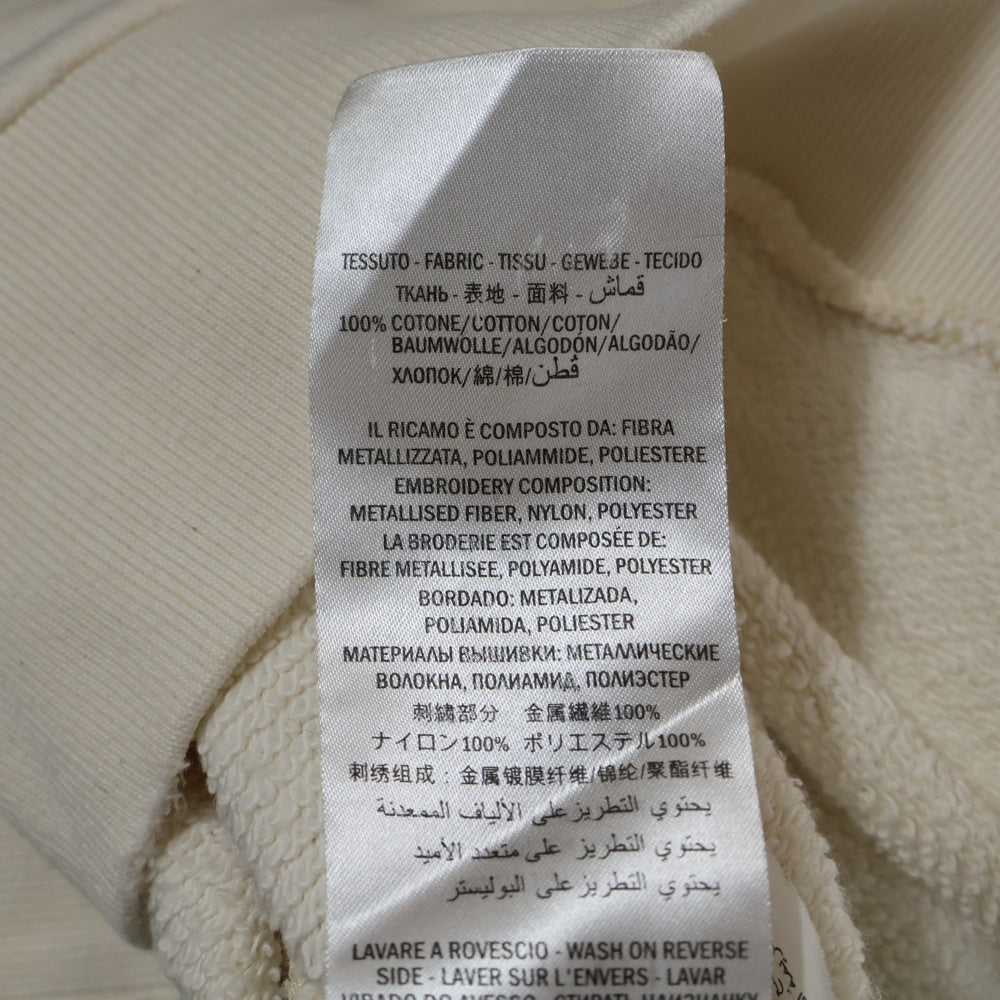 TESSUTO - FABRIC - TISSU - GEWEBE - TECIDO
ТКАНЬ - 表地 - 面料 - قماش
100% COTONE/COTTON/COTON/
BAUMWOLLE/ALGODÓN/ALGODÃO/
ХЛОПОК/綿/棉/قطن
IL RICAMO È COMPOSTO DA: FIBRA
METALLIZZATA, POLIAMMIDE, POLIESTERE
EMBROIDERY COMPOSITION:
METALLISED FIBER, NYLON, POLYESTER
LA BRODERIE EST COMPOSÉE DE:
FIBRE METALLISEE, POLYAMIDE, POLYESTER
BORDADO: METALIZADA,
POLIAMIDA, POLIESTER
МАТЕРИАЛЫ ВЫШИВКИ: МЕТАЛЛИЧЕСКИЕ
ВОЛОКНА, ПОЛИАМИД, ПОЛИЭСТЕР
刺繍部分 金属繊維100%
ナイロン100% ポリエステル100%
刺绣组成：金属镀膜纤维/锦纶/聚酯纤维
يحتوي التطريز على الألياف الممعدنة
يحتوي التطريز على متعدد الأميد
يحتوي التطريز على البوليستر
LAVARE A ROVESCIO - WASH ON REVERSE
SIDE - LAVER SUR L'ENVERS - LAVAR
VIRADO DO AVESSO - СТИРАТЬ НАИЗНАНКУ